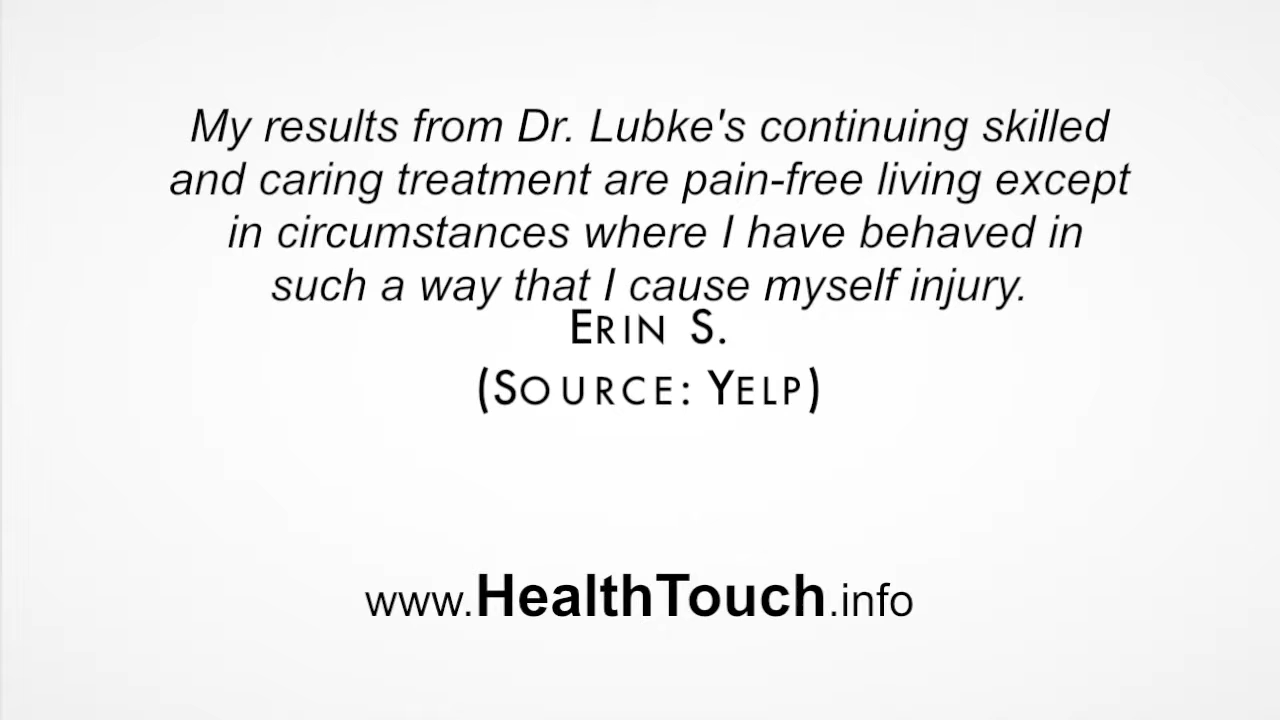 My results from Dr. Lubke's continuing skilled
and caring treatment are pain-free living except
in circumstances where I have behaved in
such a way that I cause myself injury.
Erin S.
(Source: Yelp)
www.HealthTouch.info